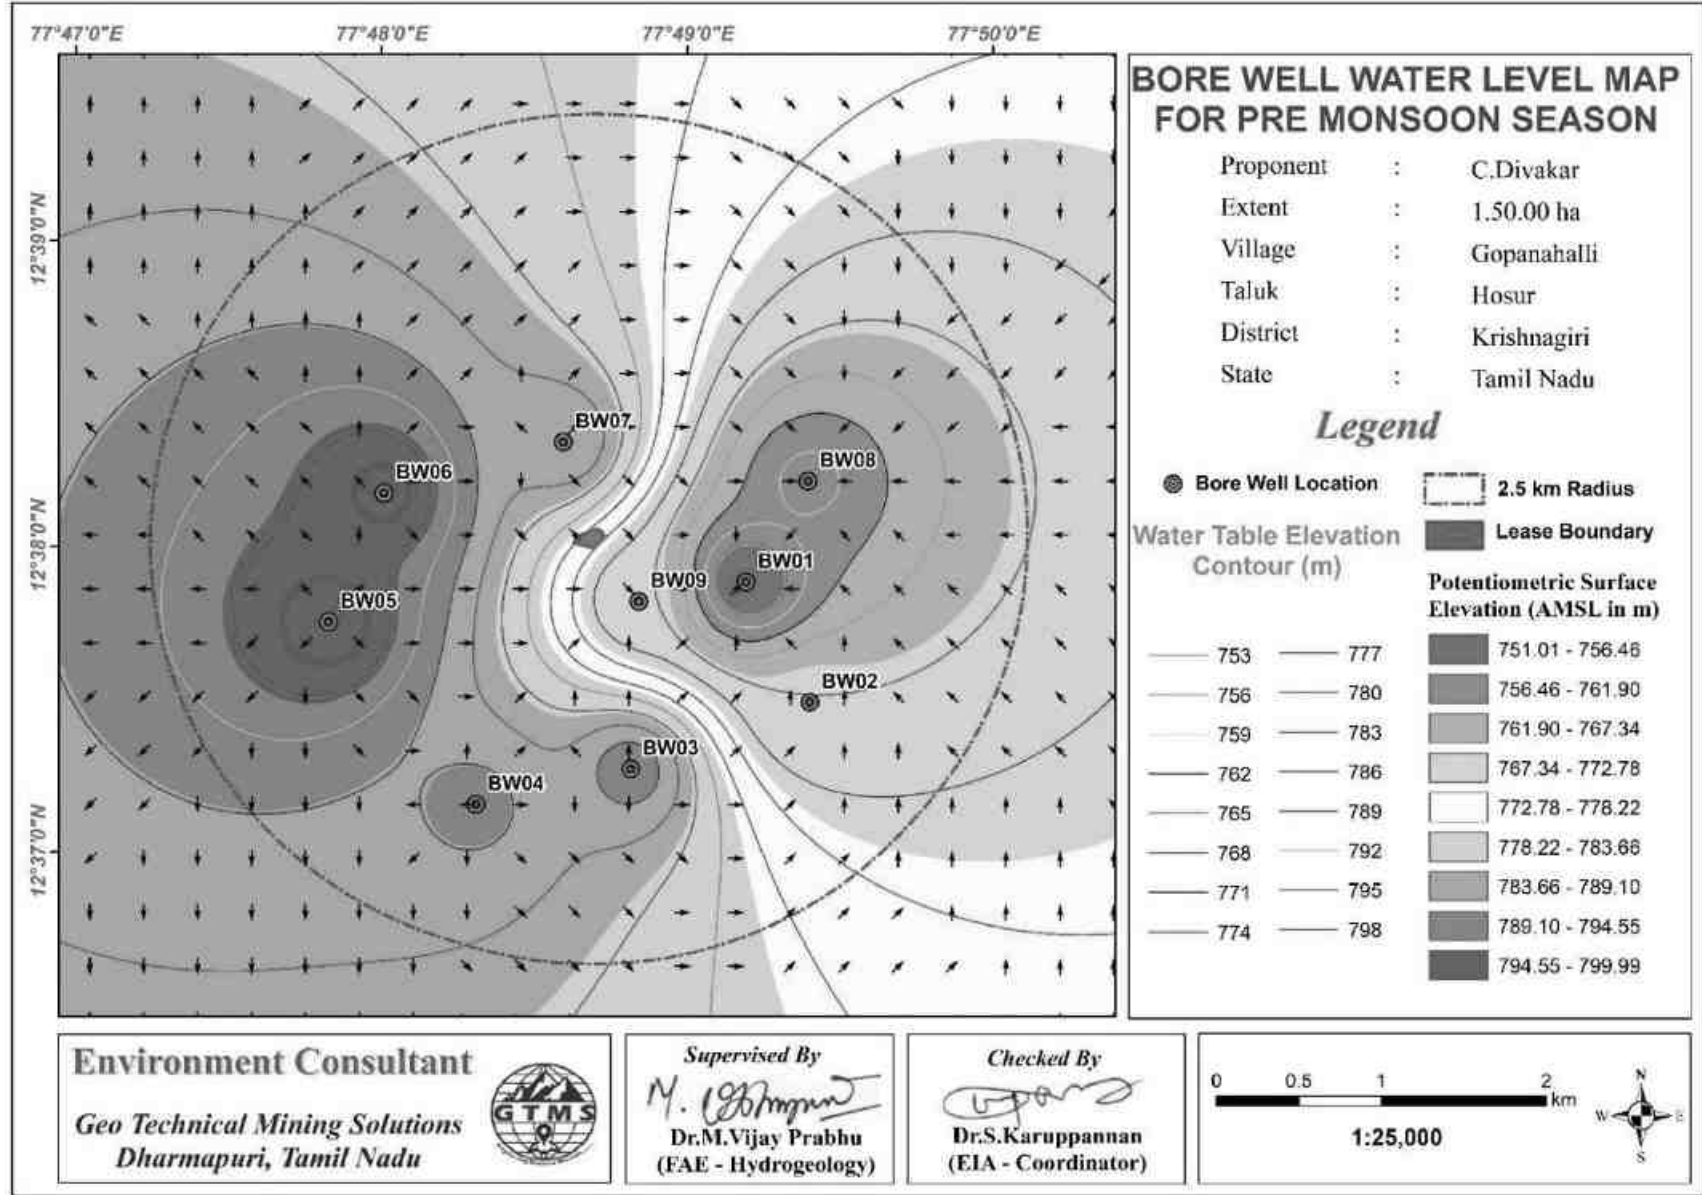 77°47'0"E
77°48'0"E
77°49'0"E
77°50'0"E
12°39'0"N
12°38'0"N
12°37'0"N
BW07
BW06
BW08
BW01
BW09
BW05
BW02
BW03
BW04
BORE WELL WATER LEVEL MAP
FOR PRE MONSOON SEASON
Proponent : C.Divakar
Extent : 1.50.00 ha
Village : Gopanahalli
Taluk : Hosur
District : Krishnagiri
State : Tamil Nadu
Legend
Bore Well Location
2.5 km Radius
Lease Boundary
Water Table Elevation
Contour (m)
753 777
756 780
759 783
762 786
765 789
768 792
771 795
774 798
Potentiometric Surface
Elevation (AMSL in m)
751.01 - 756.46
756.46 - 761.90
761.90 - 767.34
767.34 - 772.78
772.78 - 778.22
778.22 - 783.66
783.66 - 789.10
789.10 - 794.55
794.55 - 799.99
Environment Consultant
Geo Technical Mining Solutions
Dharmapuri, Tamil Nadu
GTMS
Supervised By
Dr.M.Vijay Prabhu
(FAE - Hydrogeology)
Checked By
Dr.S.Karuppannan
(EIA - Coordinator)
0 0.5 1 2
km
1:25,000
N
W E
S